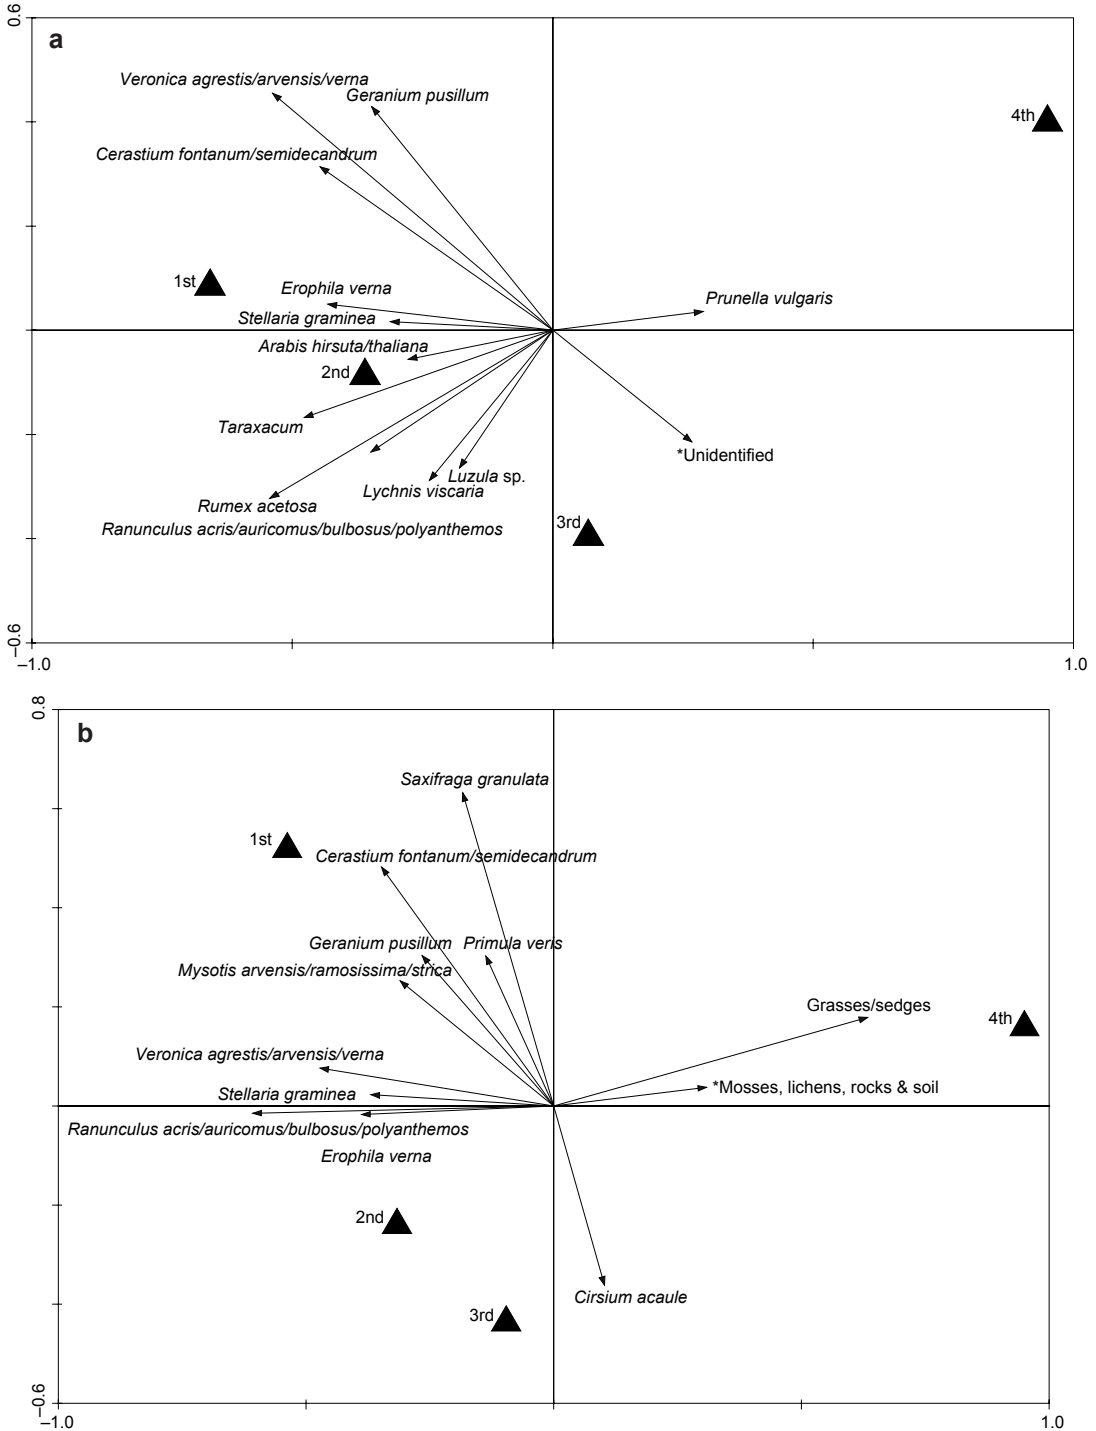 0.6
a
Veronica agrestis/arvensis/verna
Geranium pusillum
4th
Cerastium fontanum/semidecandrum
1st
Erophila verna
Prunella vulgaris
Stellaria graminea
Arabis hirsuta/thaliana
2nd
Taraxacum
*Unidentified
Luzula sp.
Lychnis viscaria
Rumex acetosa
3rd
Ranunculus acris/auricomus/bulbosus/polyanthemos
–0.6
–1.0
1.0
0.8
b
Saxifraga granulata
1st
Cerastium fontanum/semidecandrum
Geranium pusillum
Primula veris
Mysotis arvensis/ramosissima/strica
Grasses/sedges
4th
Veronica agrestis/arvensis/verna
Stellaria graminea
*Mosses, lichens, rocks & soil
Ranunculus acris/auricomus/bulbosus/polyanthemos
Erophila verna
2nd
Cirsium acaule
3rd
–0.6
–1.0
1.0